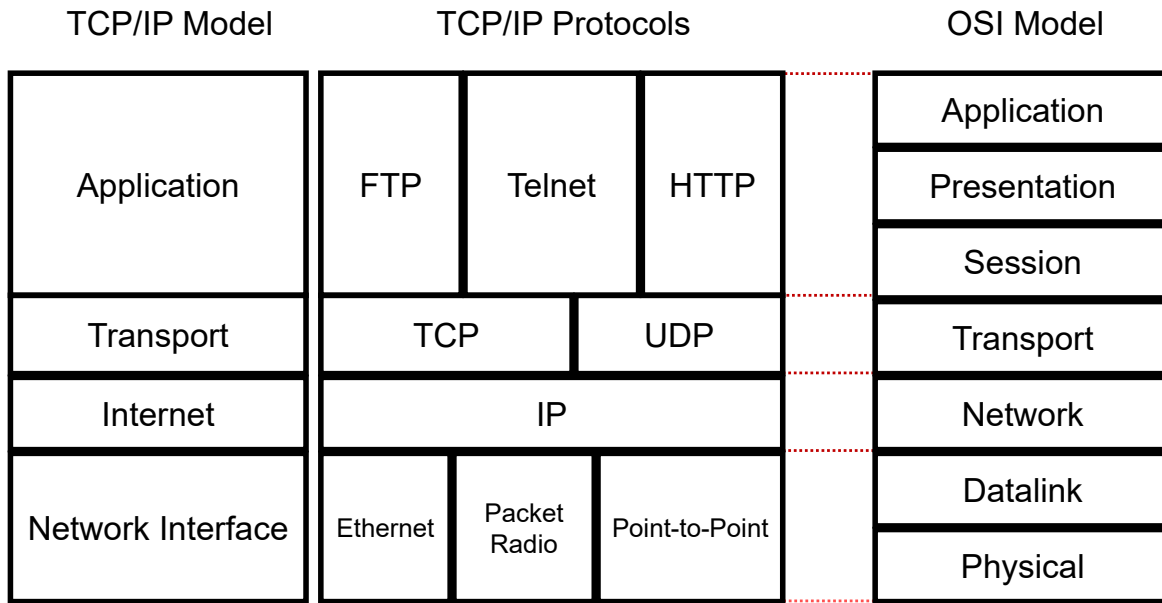 TCP/IP Model
TCP/IP Protocols
OSI Model
Application
FTP
Telnet
HTTP
Application
Presentation
Session
Transport
TCP
UDP
Transport
Internet
IP
Network
Network Interface
Ethernet
Packet
Radio
Point-to-Point
Datalink
Physical